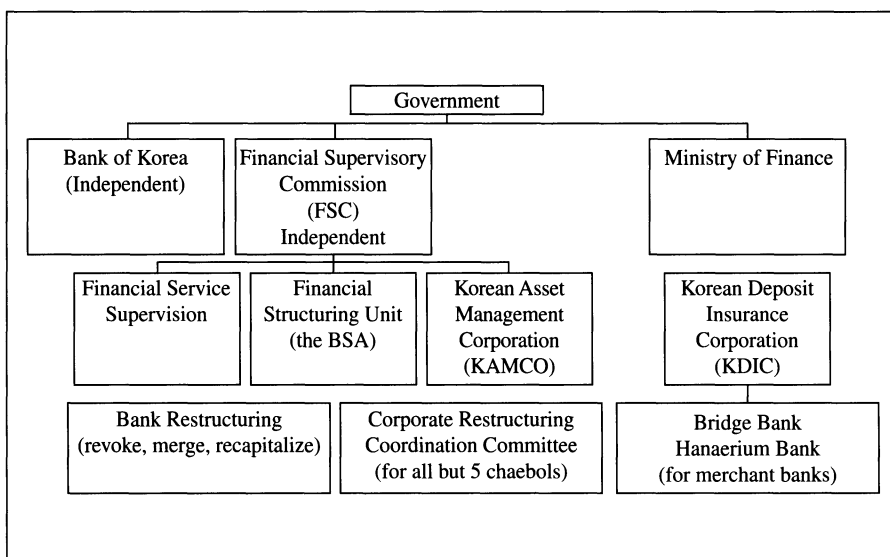 Government
Bank of Korea
(Independent)
Financial Supervisory
Commission
(FSC)
Independent
Ministry of Finance
Financial Service
Supervision
Financial
Structuring Unit
(the BSA)
Korean Asset
Management
Corporation
(KAMCO)
Korean Deposit
Insurance
Corporation
(KDIC)
Bank Restructuring
(revoke, merge, recapitalize)
Corporate Restructuring
Coordination Committee
(for all but 5 chaebols)
Bridge Bank
Hanaerium Bank
(for merchant banks)